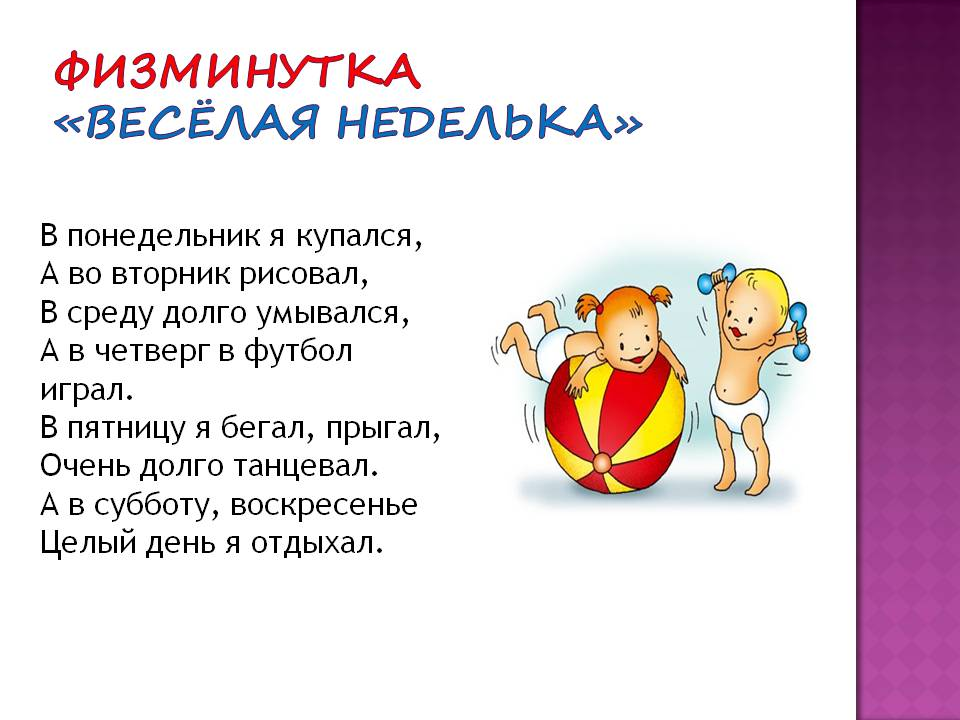 ФИЗМИНУТКА
«ВЕСЁЛАЯ НЕДЕЛЬКА»
В понедельник я купался,
А во вторник рисовал,
В среду долго умывался,
А в четверг в футбол
играл.
В пятницу я бегал, прыгал,
Очень долго танцевал.
А в субботу, воскресенье
Целый день я отдыхал.